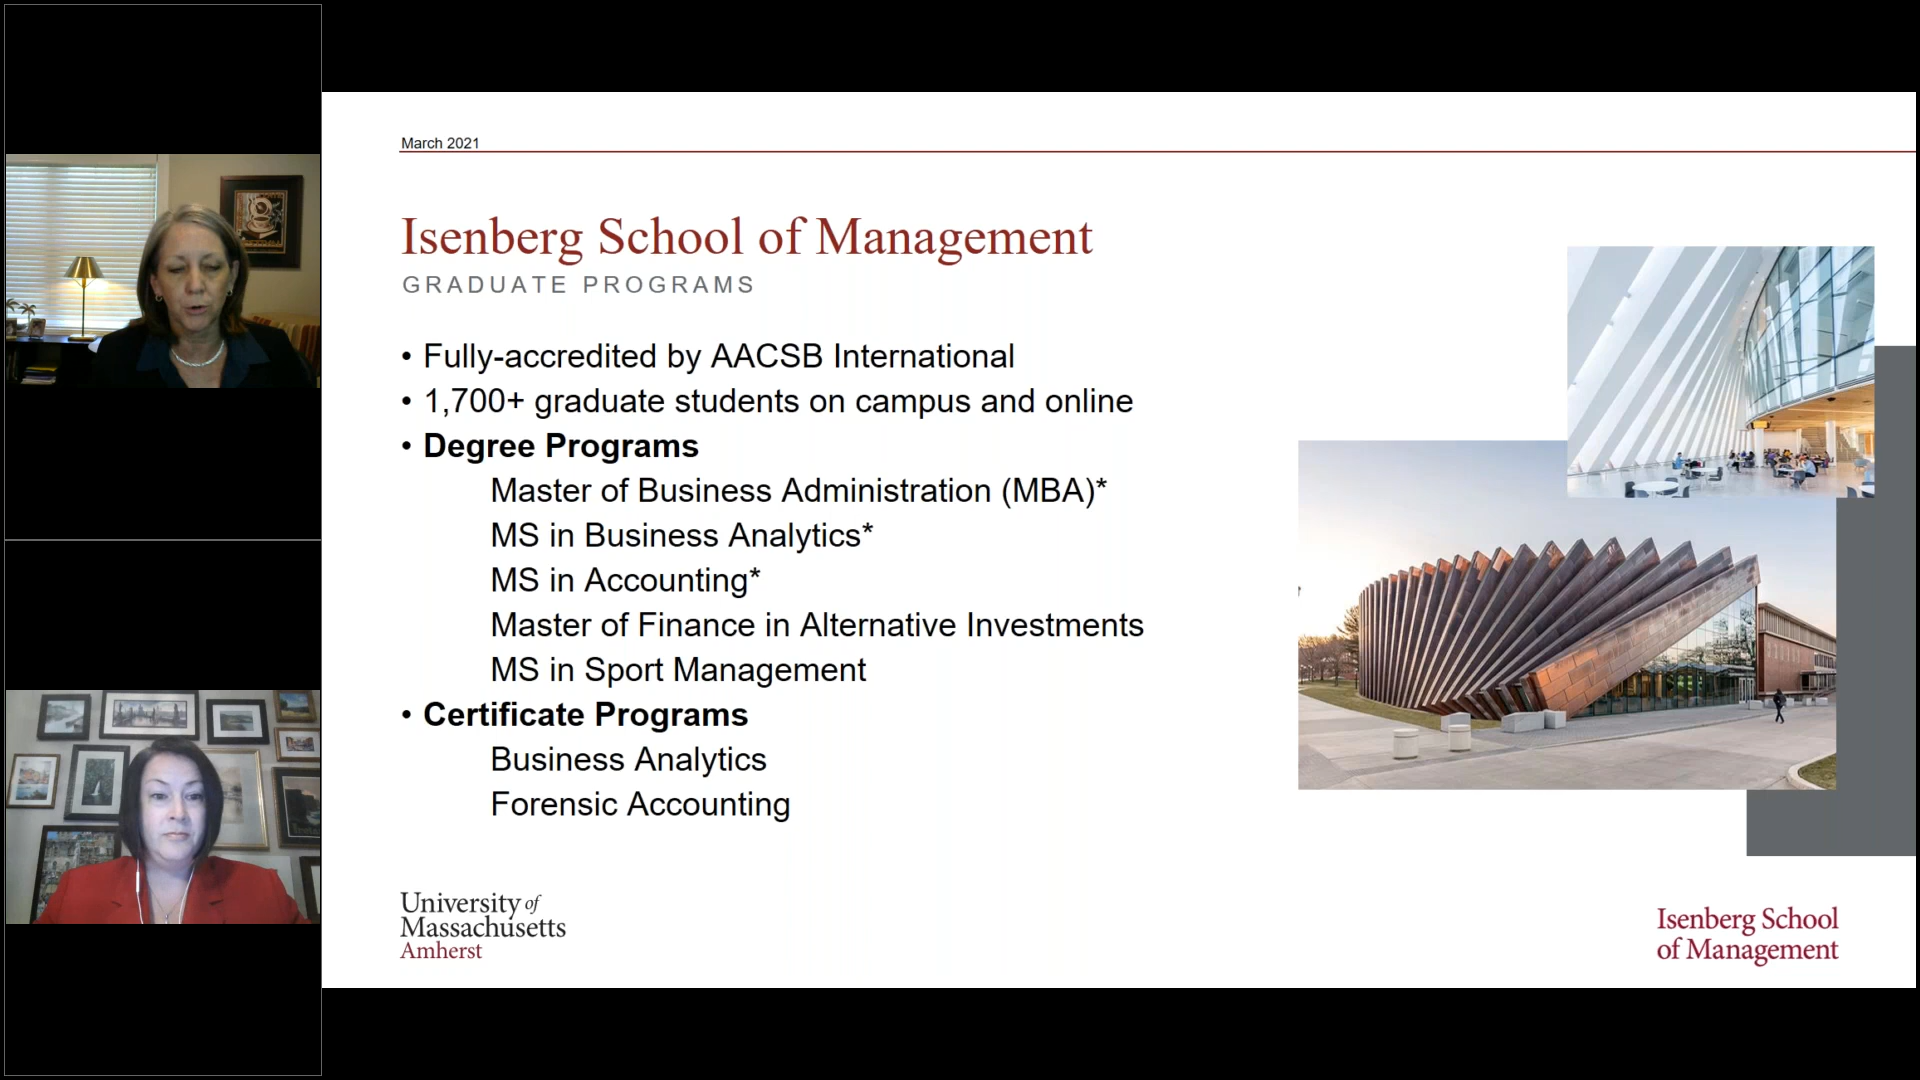 March 2021
Isenberg School of Management
GRADUATE PROGRAMS
• Fully-accredited by AACSB International
• 1,700+ graduate students on campus and online
• Degree Programs
Master of Business Administration (MBA)*
MS in Business Analytics*
MS in Accounting*
Master of Finance in Alternative Investments
MS in Sport Management
• Certificate Programs
Business Analytics
Forensic Accounting
University of
Massachusetts
Amherst
Isenberg School
of Management